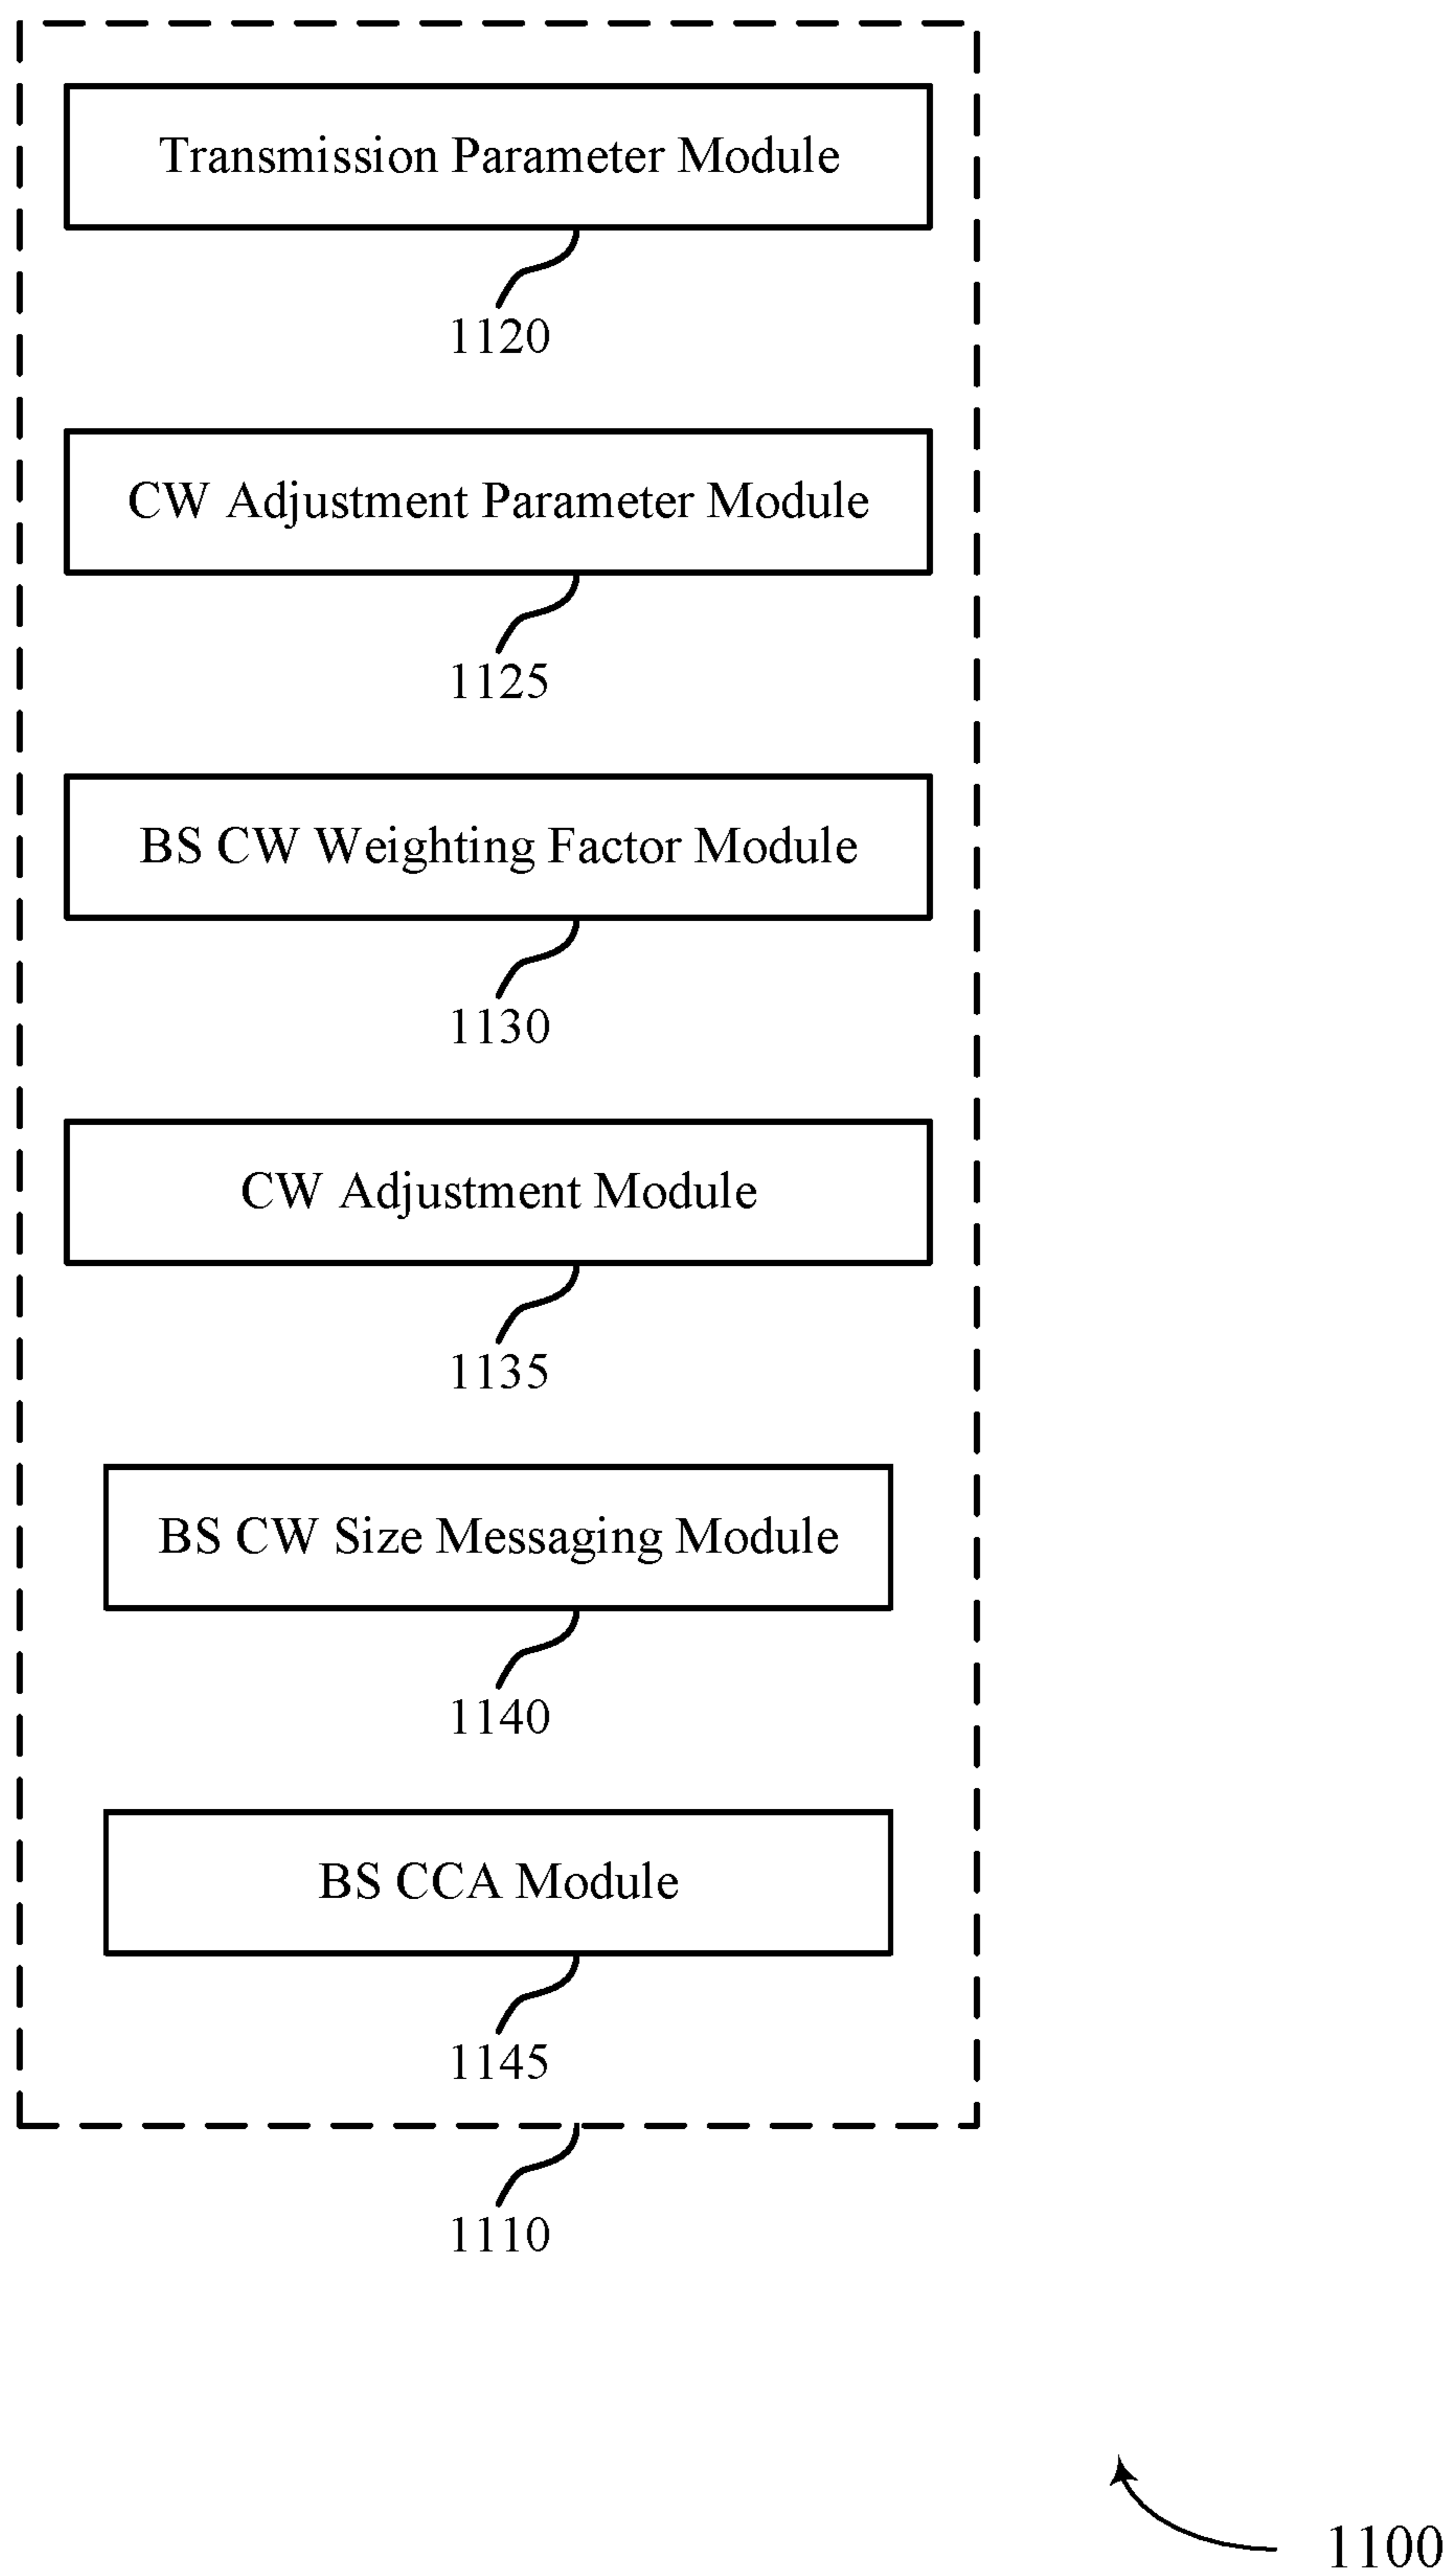 Transmission Parameter Module
1120
CW Adjustment Parameter Module
1125
BS CW Weighting Factor Module
1130
CW Adjustment Module
1135
BS CW Size Messaging Module
1140
BS CCA Module
1145
1110
1100